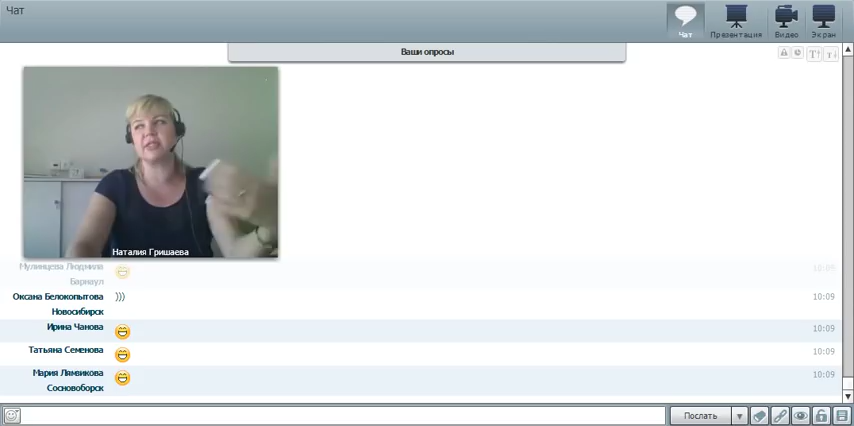 Чат
Чат
Презентация
Видео
Экран
Ваши опросы
Наталия Гришаева
Мулинцева Людмила
Барнаул
10:09
Оксана Белокопытова
Новосибирск
)))
10:09
Ирина Чанова
10:09
Татьяна Семенова
10:09
Мария Лямзикова
Сосновоборск
10:09
Послать